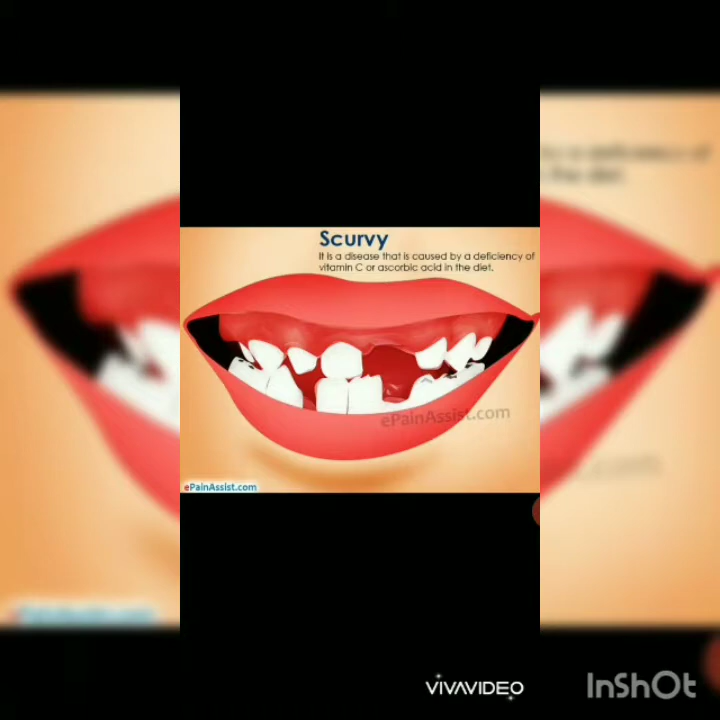 Scurvy
It is a disease that is caused by a deficiency of
vitamin C or ascorbic acid in the diet.
ePainAssist.com
ePainAssist.com
VIVAVIDEO
InShOt